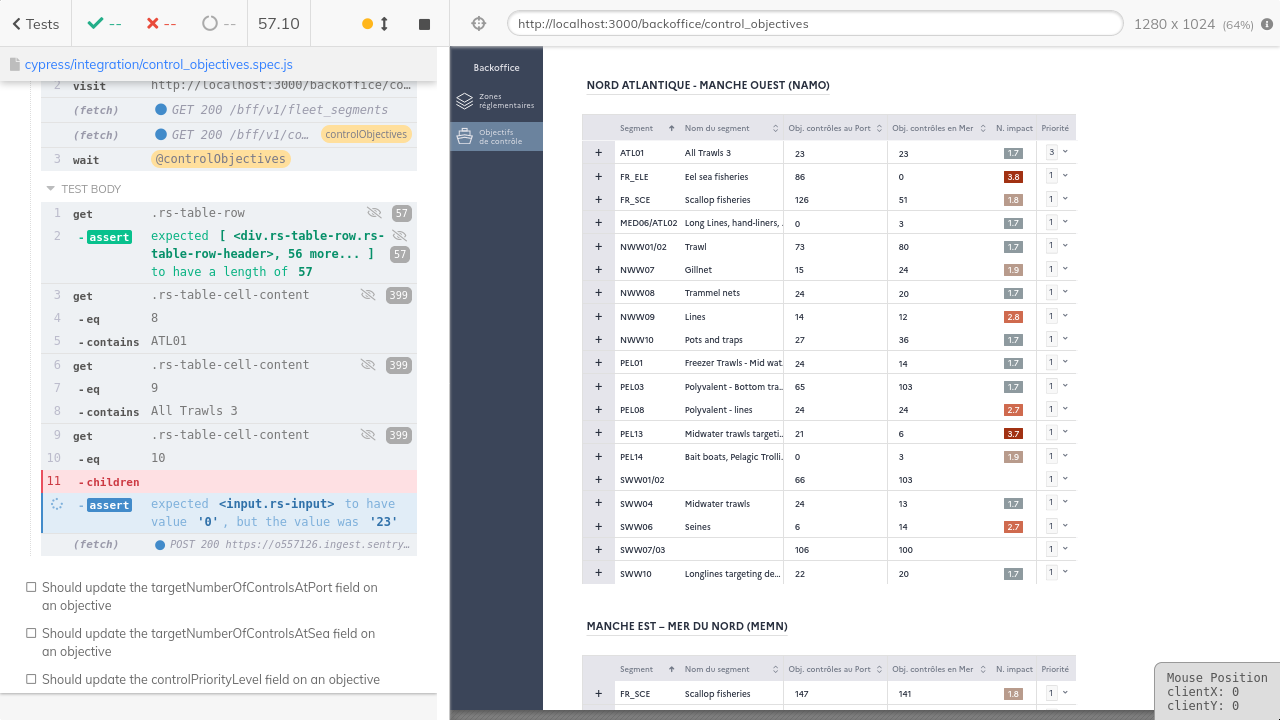 Tests -- -- -- 57.10
http://localhost:3000/backoffice/control_objectives 1280 x 1024 (64%)
cypress/integration/control_objectives.spec.js
2 visit http://localhost:3000/backoffice/co…
(fetch) GET 200 /bff/v1/fleet_segments
(fetch) GET 200 /bff/v1/co… controlObjectives
3 wait @controlObjectives
TEST BODY
1 get .rs-table-row 57
2 -assert expected [ <div.rs-table-row.rs-
table-row-header>, 56 more... ] 57
to have a length of 57
3 get .rs-table-cell-content 399
4 -eq 8
5 -contains ATL01
6 get .rs-table-cell-content 399
7 -eq 9
8 -contains All Trawls 3
9 get .rs-table-cell-content 399
10 -eq 10
11 -children
-assert expected <input.rs-input> to have
value '0', but the value was '23'
(fetch) POST 200 https://o557126.ingest.sentry…
Should update the targetNumberOfControlsAtPort field on
an objective
Should update the targetNumberOfControlsAtSea field on
an objective
Should update the controlPriorityLevel field on an objective
Backoffice
Zones
réglementaires
Objectifs
de contrôle
NORD ATLANTIQUE - MANCHE OUEST (NAMO)
Segment Nom du segment Obj. contrôles au Port Obj. contrôles en Mer N. impact Priorité
+ ATL01 All Trawls 3 23 23 1.7 3
+ FR_ELE Eel sea fisheries 86 0 3.8 1
+ FR_SCE Scallop fisheries 126 51 1.8 1
+ MED06/ATL02 Long Lines, hand-liners, . 0 3 1.7 1
+ NWW01/02 Trawl 73 80 1.7 1
+ NWW07 Gillnet 15 24 1.9 1
+ NWW08 Trammel nets 24 20 1.7 1
+ NWW09 Lines 14 12 2.8 1
+ NWW10 Pots and traps 27 36 1.7 1
+ PEL01 Freezer Trawls - Mid wat 24 14 1.7 1
+ PEL03 Polyvalent - Bottom tra… 65 103 1.7 1
+ PEL08 Polyvalent - lines 24 24 2.7 1
+ PEL13 Midwater trawls targeti… 21 6 3.7 1
+ PEL14 Bait boats, Pelagic Trolli… 0 3 1.9 1
+ SWW01/02 66 103 1
+ SWW04 Midwater trawls 24 13 1.7 1
+ SWW06 Seines 6 14 2.7 1
+ SWW07/03 106 100 1
+ SWW10 Longlines targeting de… 22 20 1.7 1
MANCHE EST – MER DU NORD (MEMN)
Segment Nom du segment Obj. contrôles au Port Obj. contrôles en Mer N. impact Priorité
+ FR_SCE Scallop fisheries 147 141 1.8 1
Mouse Position
clientX: 0
clientY: 0